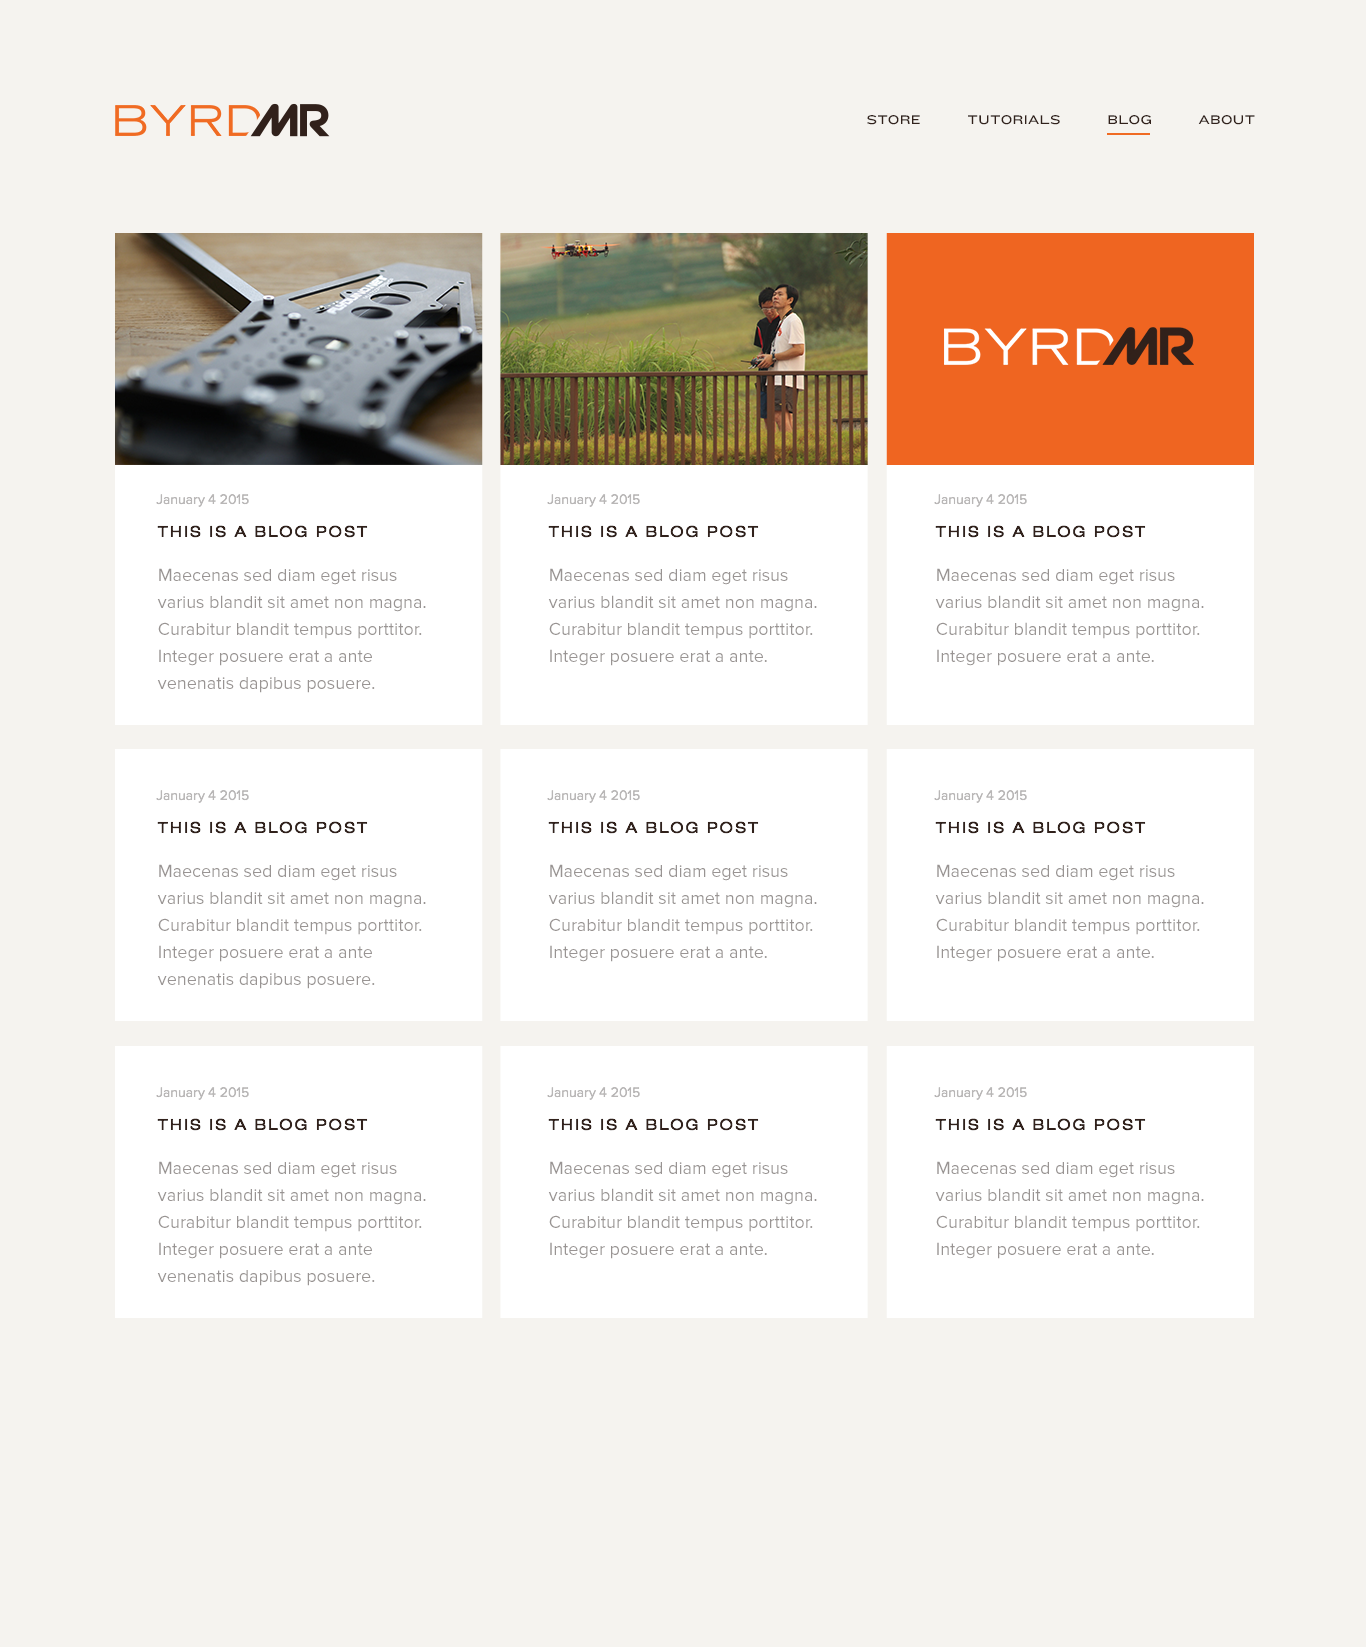 BYRDMR
STORE TUTORIALS BLOG ABOUT
BYRDMR
January 4 2015
THIS IS A BLOG POST
Maecenas sed diam eget risus
varius blandit sit amet non magna.
Curabitur blandit tempus porttitor.
Integer posuere erat a ante
venenatis dapibus posuere.
January 4 2015
THIS IS A BLOG POST
Maecenas sed diam eget risus
varius blandit sit amet non magna.
Curabitur blandit tempus porttitor.
Integer posuere erat a ante.
January 4 2015
THIS IS A BLOG POST
Maecenas sed diam eget risus
varius blandit sit amet non magna.
Curabitur blandit tempus porttitor.
Integer posuere erat a ante.
January 4 2015
THIS IS A BLOG POST
Maecenas sed diam eget risus
varius blandit sit amet non magna.
Curabitur blandit tempus porttitor.
Integer posuere erat a ante
venenatis dapibus posuere.
January 4 2015
THIS IS A BLOG POST
Maecenas sed diam eget risus
varius blandit sit amet non magna.
Curabitur blandit tempus porttitor.
Integer posuere erat a ante.
January 4 2015
THIS IS A BLOG POST
Maecenas sed diam eget risus
varius blandit sit amet non magna.
Curabitur blandit tempus porttitor.
Integer posuere erat a ante.
January 4 2015
THIS IS A BLOG POST
Maecenas sed diam eget risus
varius blandit sit amet non magna.
Curabitur blandit tempus porttitor.
Integer posuere erat a ante
venenatis dapibus posuere.
January 4 2015
THIS IS A BLOG POST
Maecenas sed diam eget risus
varius blandit sit amet non magna.
Curabitur blandit tempus porttitor.
Integer posuere erat a ante.
January 4 2015
THIS IS A BLOG POST
Maecenas sed diam eget risus
varius blandit sit amet non magna.
Curabitur blandit tempus porttitor.
Integer posuere erat a ante.